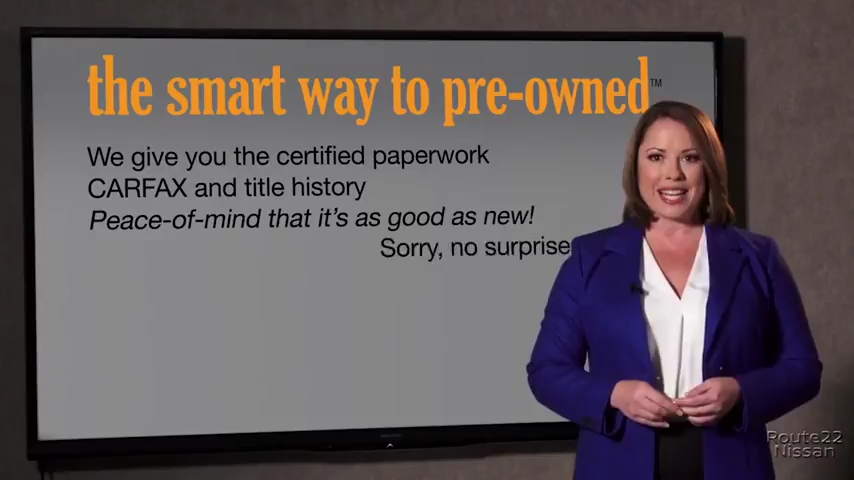 the smart way to pre-owned™
We give you the certified paperwork
CARFAX and title history
Peace-of-mind that it's as good as new!
Sorry, no surprise
Route22
Nissan